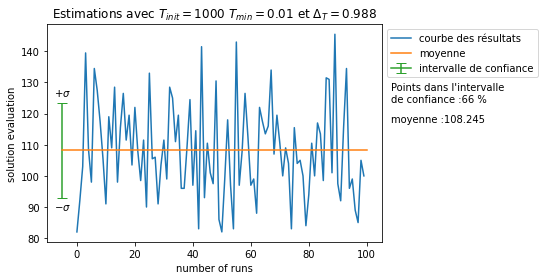 Estimations avec T_init = 1000 T_min = 0.01 et Δ_T = 0.988
solution evaluation
140
130
120
110
100
90
80
+σ
−σ
0
20
40
60
80
100
number of runs
courbe des résultats
moyenne
intervalle de confiance
Points dans l'intervalle
de confiance :66 %
moyenne :108.245